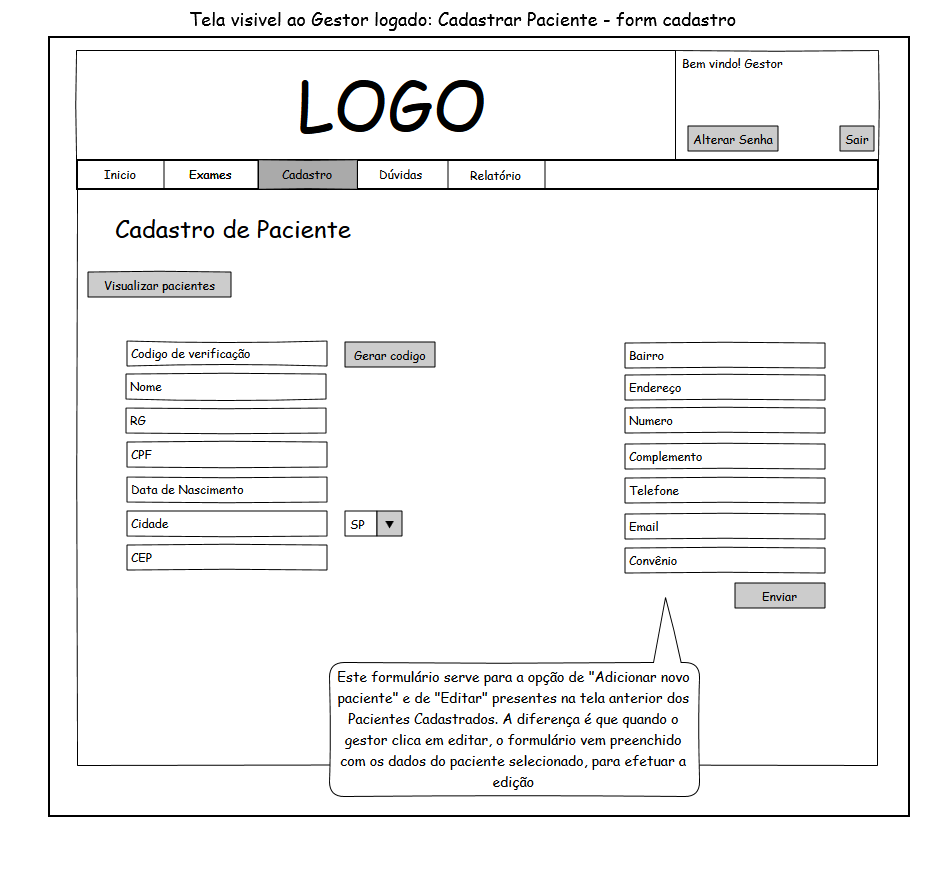 Tela visivel ao Gestor logado: Cadastrar Paciente - form cadastro
LOGO
Bem vindo! Gestor
Alterar Senha
Sair
Inicio
Exames
Cadastro
Dúvidas
Relatório
Cadastro de Paciente
Visualizar pacientes
Codigo de verificação
Gerar codigo
Nome
RG
CPF
Data de Nascimento
Cidade
SP
CEP
Bairro
Endereço
Numero
Complemento
Telefone
Email
Convênio
Enviar
Este formulário serve para a opção de "Adicionar novo
paciente" e de "Editar" presentes na tela anterior dos
Pacientes Cadastrados. A diferença é que quando o
gestor clica em editar, o formulário vem preenchido
com os dados do paciente selecionado, para efetuar a
edição